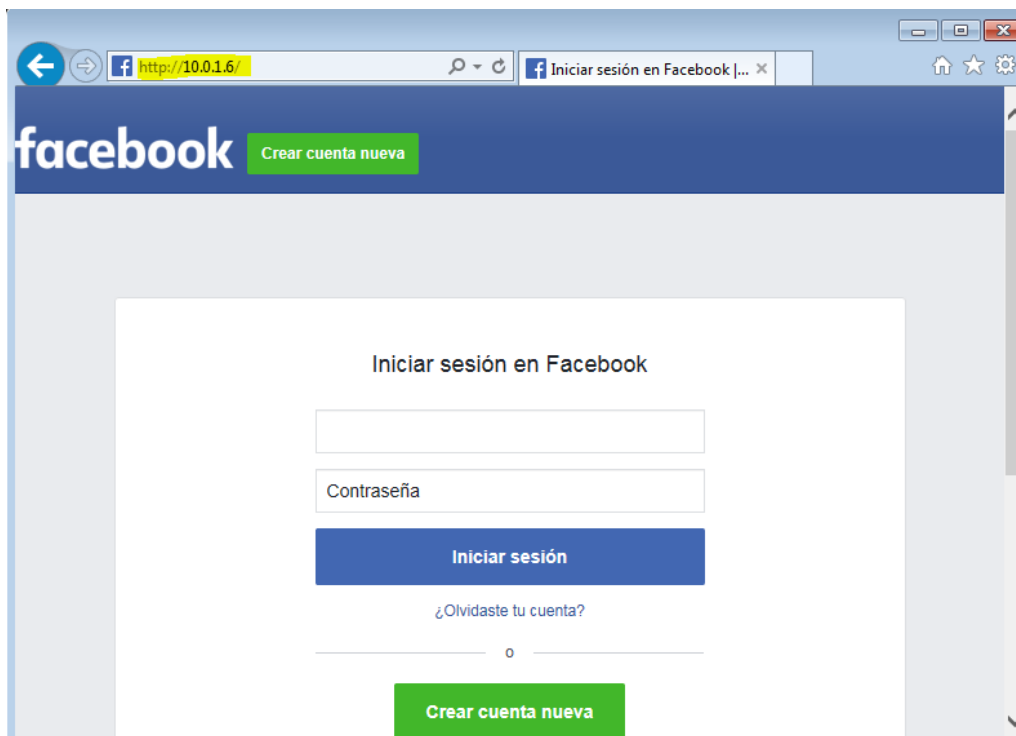 http://10.0.1.6/
Iniciar sesión en Facebook |...
facebook
Crear cuenta nueva
Iniciar sesión en Facebook
Contraseña
Iniciar sesión
¿Olvidaste tu cuenta?
o
Crear cuenta nueva